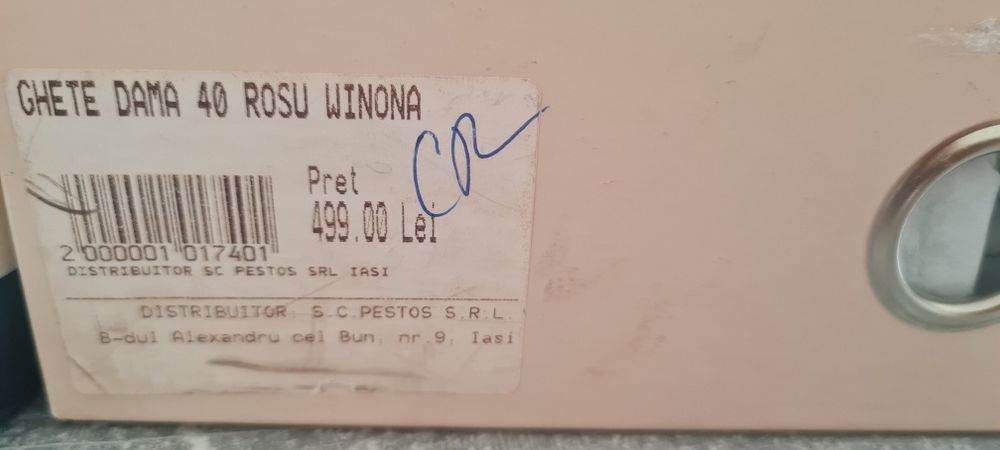 GHETE DAMA 40 ROSU WINONA
CR
Pret
499.00 Lei
2 000001 017401
DISTRIBUITOR SC PESTOS SRL IASI
DISTRIBUITOR S.C.PESTOS S.R.L.
B-dul Alexandru cel Bun, nr.9, Iasi